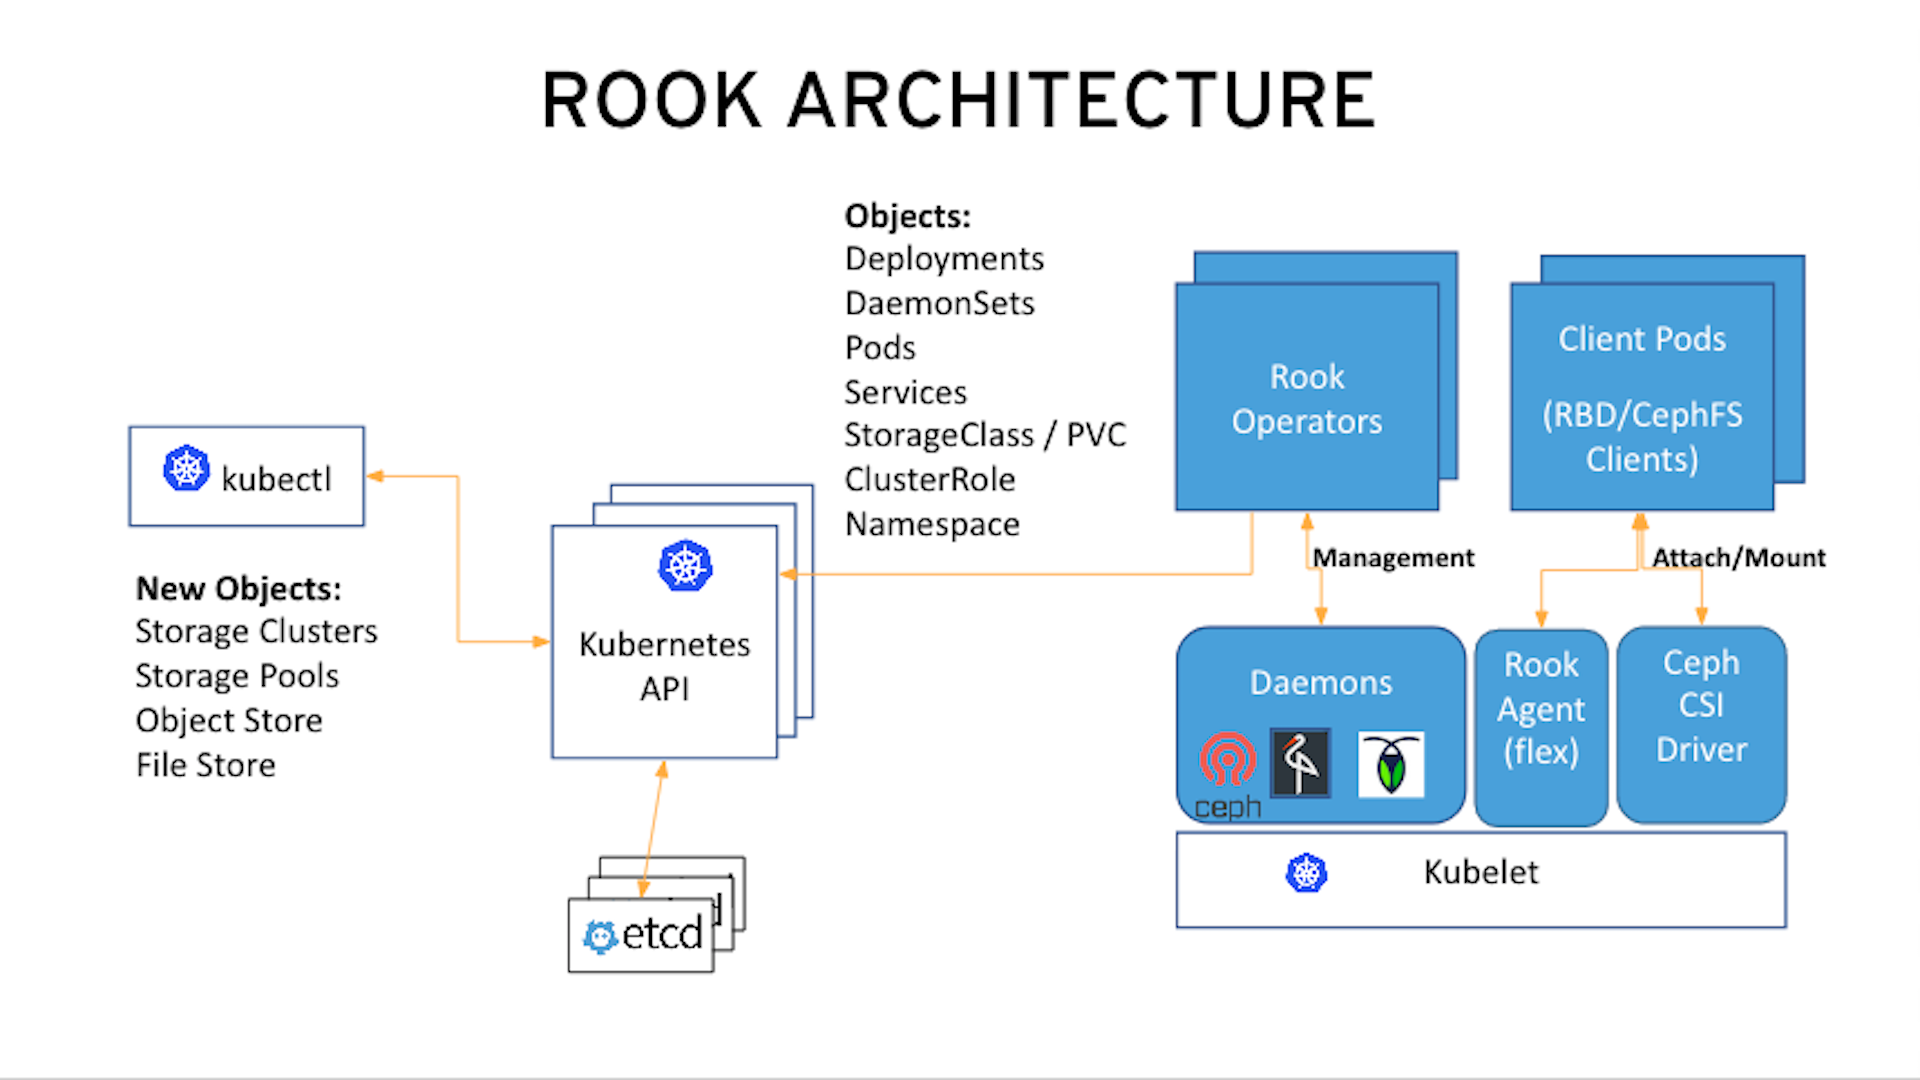 ROOK ARCHITECTURE
Objects:
Deployments
DaemonSets
Pods
Services
StorageClass / PVC
ClusterRole
Namespace
Rook
Operators
Client Pods
(RBD/CephFS
Clients)
kubectl
New Objects:
Storage Clusters
Storage Pools
Object Store
File Store
Kubernetes
API
etcd
Management
Attach/Mount
Daemons
ceph
Rook
Agent
(flex)
Ceph
CSI
Driver
Kubelet